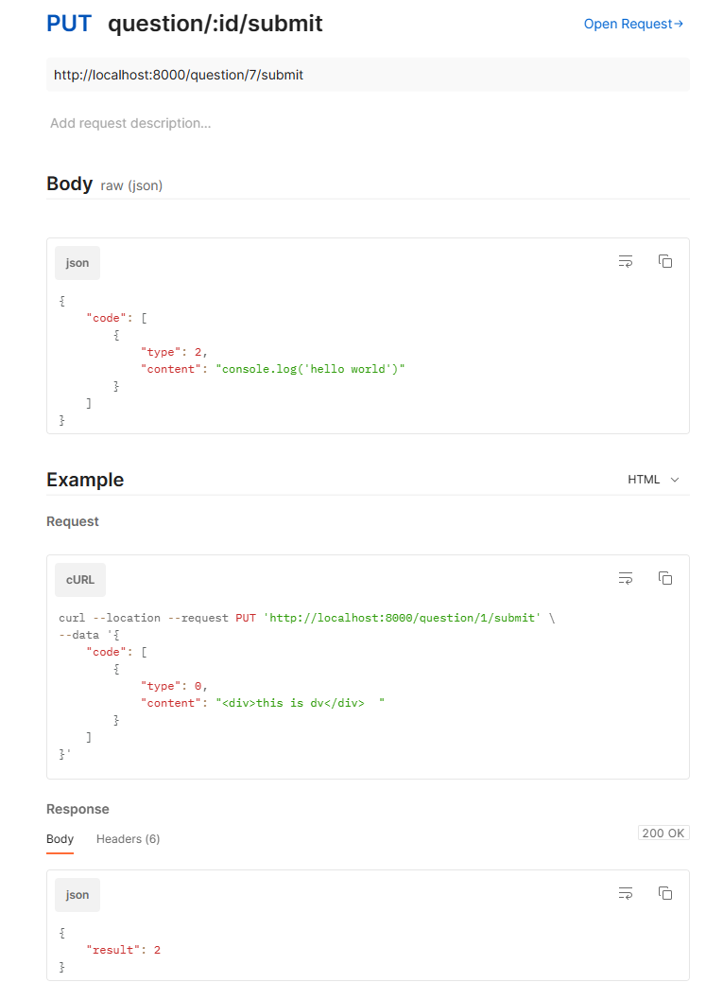 PUT question/:id/submit
Open Request→
http://localhost:8000/question/7/submit
Add request description…
Body raw (json)
json
{
    "code": [
        {
            "type": 2,
            "content": "console.log('hello world')"
        }
    ]
}
Example
HTML
Request
cURL
curl --location --request PUT 'http://localhost:8000/question/1/submit' \
--data '{
    "code": [
        {
            "type": 0,
            "content": "<div>this is dv</div>  "
        }
    ]
}'
Response
Body Headers (6)
200 OK
json
{
    "result": 2
}